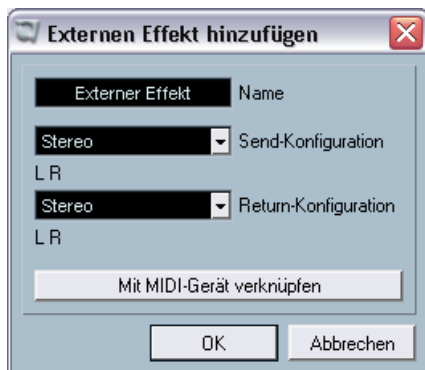 Externen Effekt hinzufügen
Externer Effekt Name
Stereo Send-Konfiguration
L R
Stereo Return-Konfiguration
L R
Mit MIDI-Gerät verknüpfen
OK Abbrechen